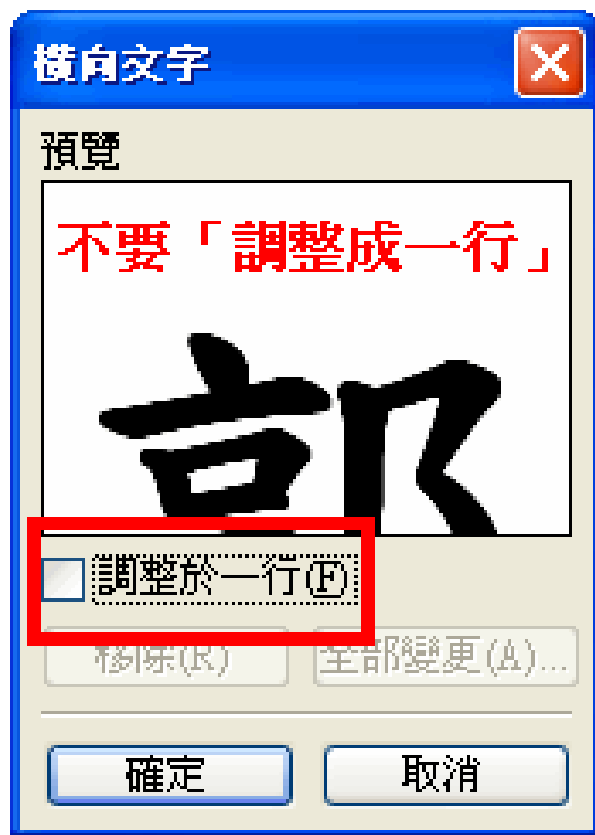 橫向文字
預覽
不要「調整成一行」
郭
調整於一行(F)
移除(R) 全部變更(A)...
確定 取消